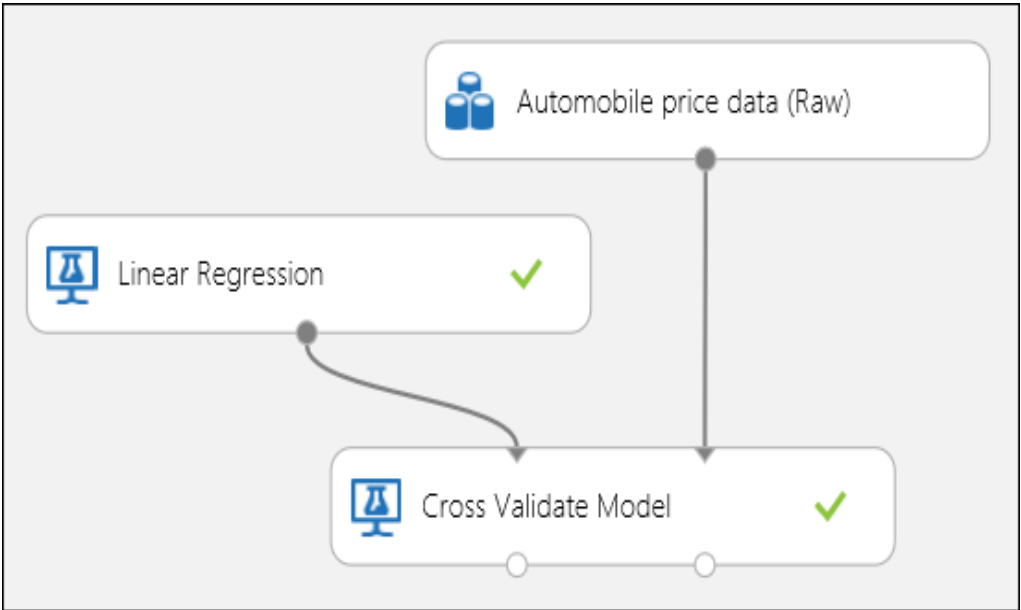 Automobile price data (Raw)
Linear Regression
Cross Validate Model